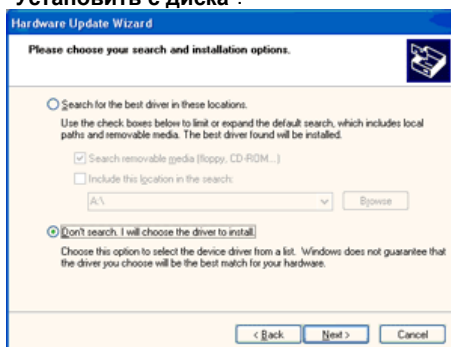 "Установить с диска".
Hardware Update Wizard
Please choose your search and installation options.
Search for the best driver in these locations.
Use the check boxes below to limit or expand the default search, which includes local
paths and removable media. The best driver found will be installed.
Search removable media (floppy, CD-ROM...)
Include this location in the search:
A:\
Browse
Don't search. I will choose the driver to install.
Choose this option to select the device driver from a list. Windows does not guarantee that
the driver you choose will be the best match for your hardware.
< Back Next > Cancel